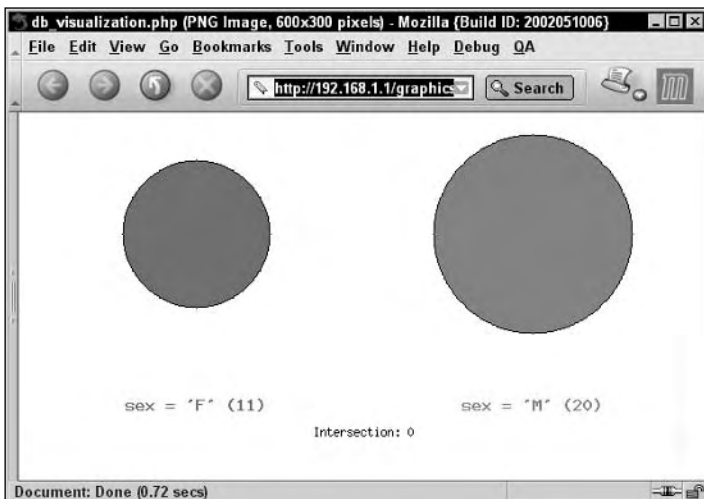 db_visualization.php (PNG Image, 600x300 pixels) - Mozilla {Build ID: 2002051006}
File Edit View Go Bookmarks Tools Window Help Debug QA
http://192.168.1.1/graphics Search
sex = "F" (11) sex = "M" (20)
Intersection: 0
Document: Done (0.72 secs)